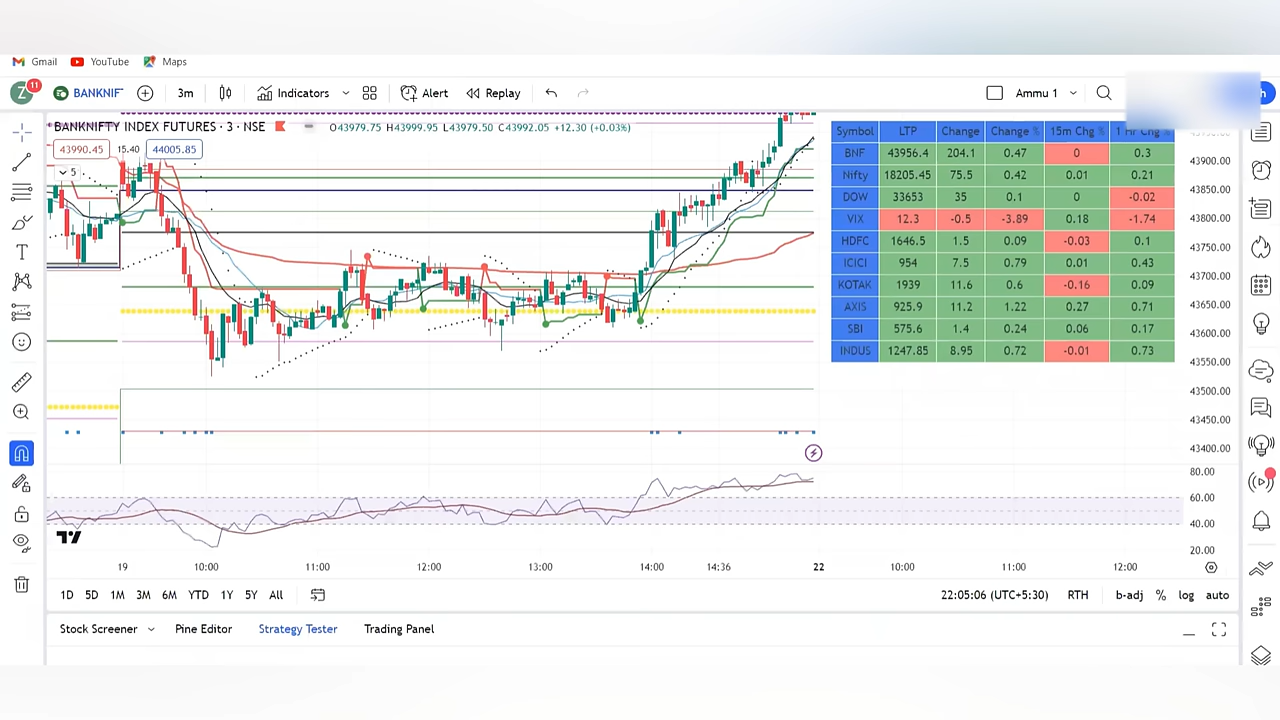 Gmail YouTube Maps
Z 11 BANKNIF 3m Indicators Alert Replay Ammu 1
BANKNIFTY INDEX FUTURES · 3 · NSE O43979.75 H43999.95 L43979.50 C43992.05 +12.30 (+0.03%)
43990.45 15.40 44005.85
5
Symbol LTP Change Change % 15m Chg % 1 Hr Chg %
BNF 43956.4 204.1 0.47 0 0.3
Nifty 18205.45 75.5 0.42 0.01 0.21
DOW 33653 35 0.1 0 -0.02
VIX 12.3 -0.5 -3.89 0.18 -1.74
HDFC 1646.5 1.5 0.09 -0.03 0.1
ICICI 954 7.5 0.79 0.01 0.43
KOTAK 1939 11.6 0.6 -0.16 0.09
AXIS 925.9 11.2 1.22 0.27 0.71
SBI 575.6 1.4 0.24 0.06 0.17
INDUS 1247.85 8.95 0.72 -0.01 0.73
43900.00
43850.00
43800.00
43750.00
43700.00
43650.00
43600.00
43550.00
43500.00
43450.00
43400.00
80.00
60.00
40.00
20.00
19 10:00 11:00 12:00 13:00 14:00 14:36 22 10:00 11:00 12:00
1D 5D 1M 3M 6M YTD 1Y 5Y All 22:05:06 (UTC+5:30) RTH b-adj % log auto
Stock Screener Pine Editor Strategy Tester Trading Panel